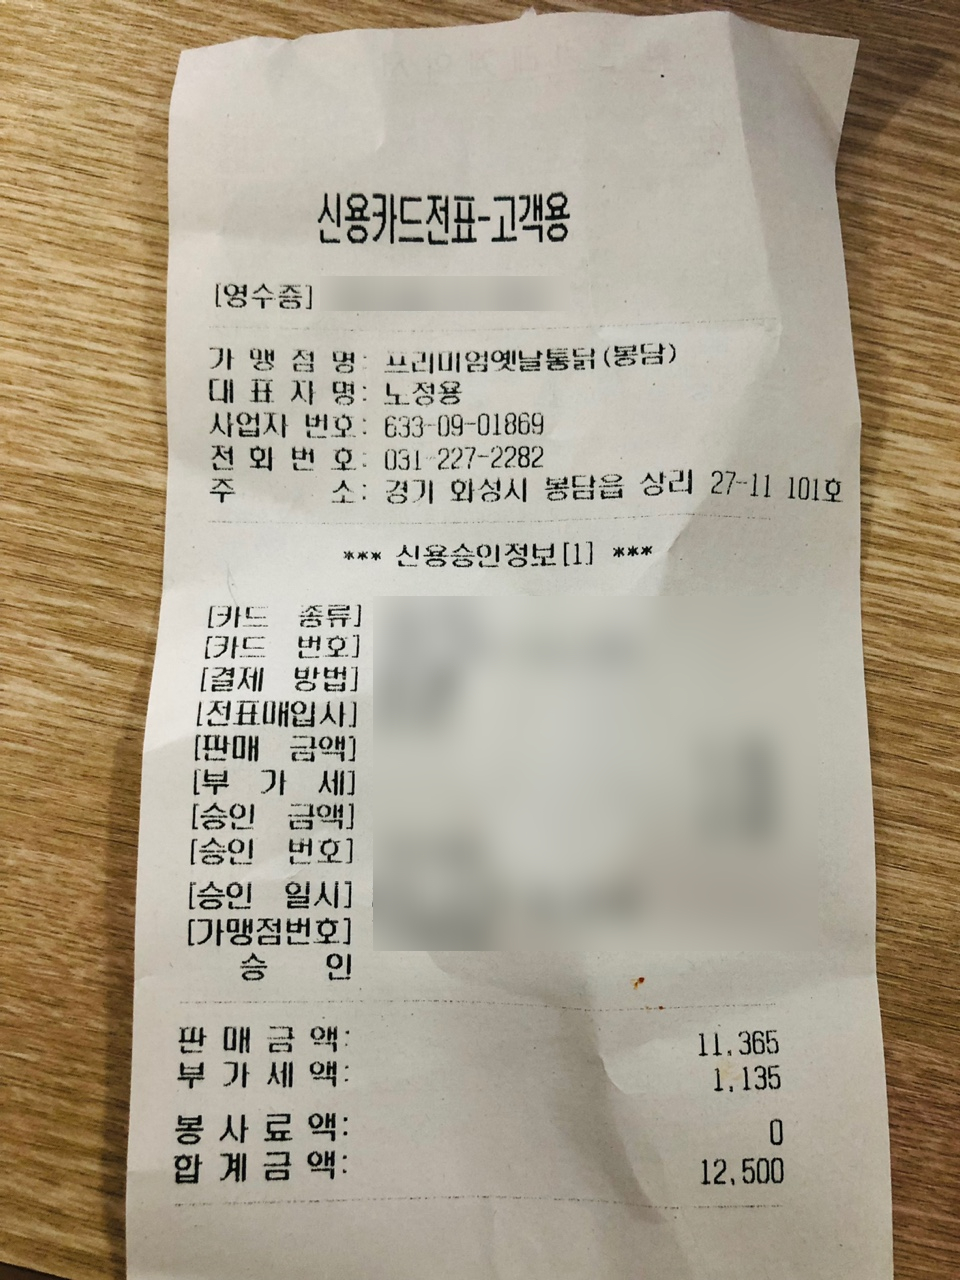 신용카드전표-고객용
[영수증]
가 맹 점 명: 프리미엄옛날통닭(봉담)
대 표 자 명: 노정용
사업자 번호: 633-09-01869
전 화 번 호: 031-227-2282
주 소: 경기 화성시 봉담읍 상리 27-11 101호
*** 신용승인정보[1] ***
[카드 종류]
[카드 번호]
[결제 방법]
[전표매입사]
[판매 금액]
[부 가 세]
[승인 금액]
[승인 번호]
[승인 일시]
[가맹점번호]
승 인
판 매 금 액: 11,365
부 가 세 액: 1,135
봉 사 료 액: 0
합 계 금 액: 12,500